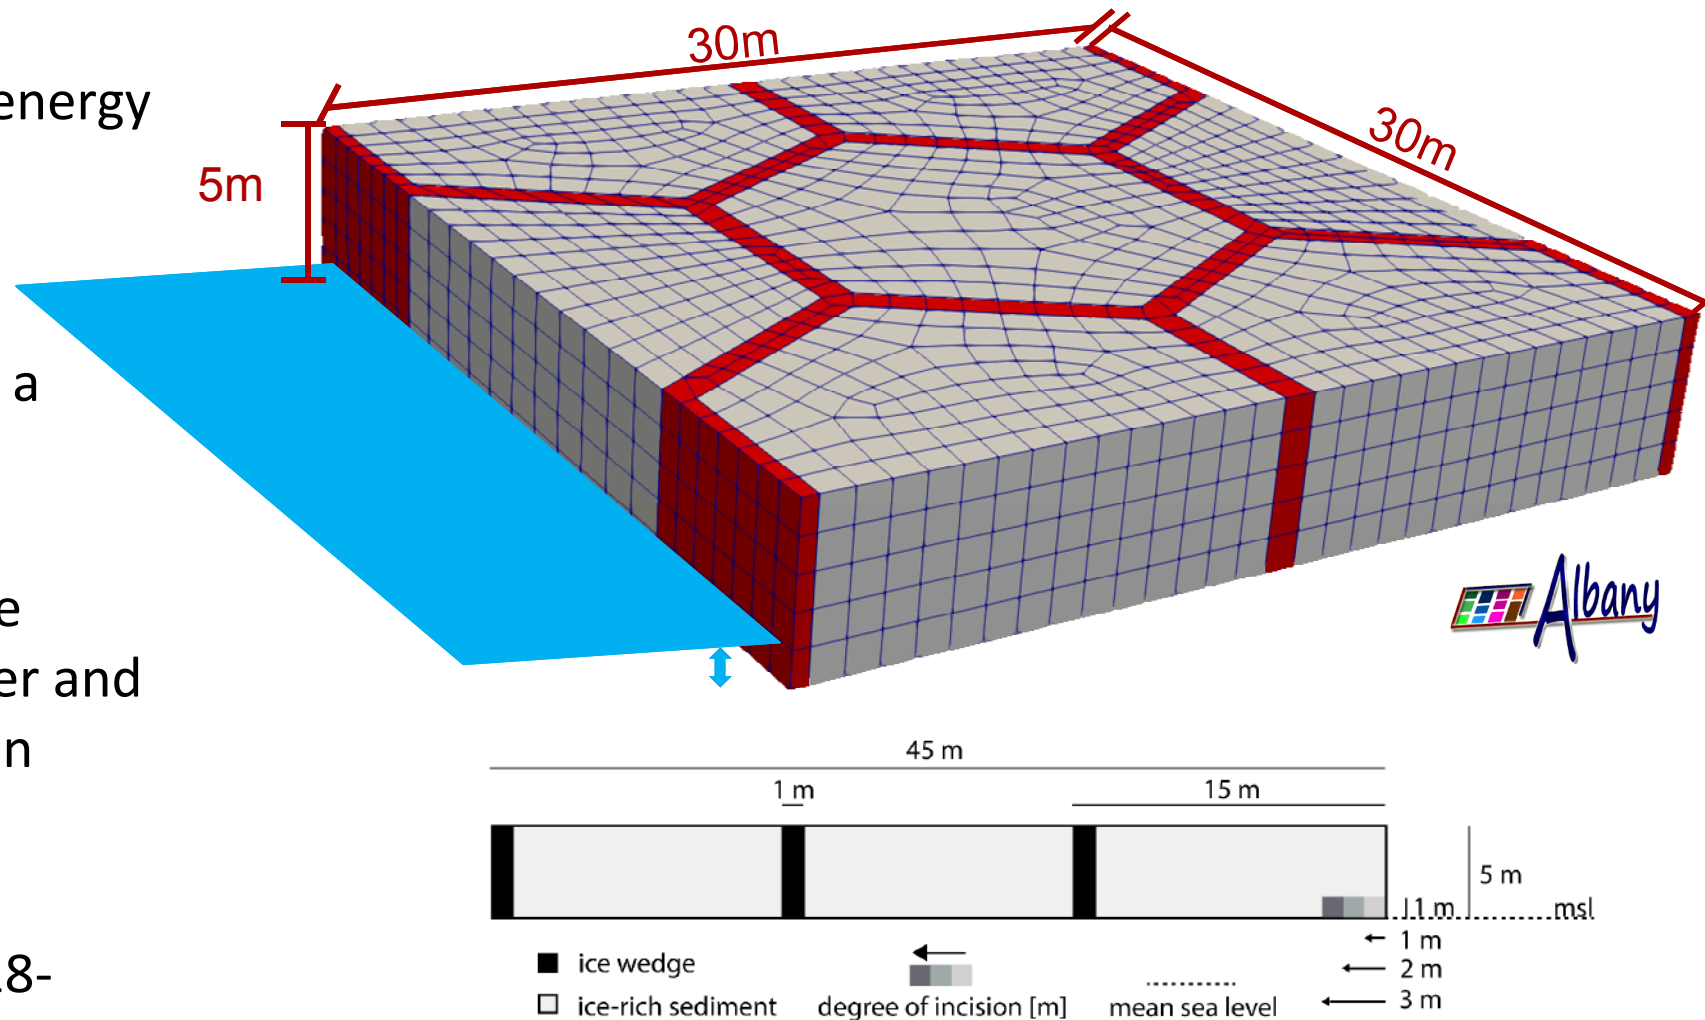 energy
a
e
er and
n
18-
30m
30m
5m
Albany
45 m
1 m
15 m
5 m
1 m
msl
1 m
2 m
3 m
ice wedge
ice-rich sediment
degree of incision [m]
mean sea level